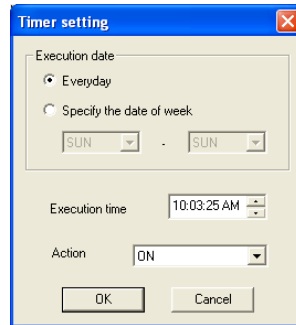 Timer setting
Execution date
Everyday
Specify the date of week
SUN - SUN
Execution time 10:03:25 AM
Action ON
OK Cancel